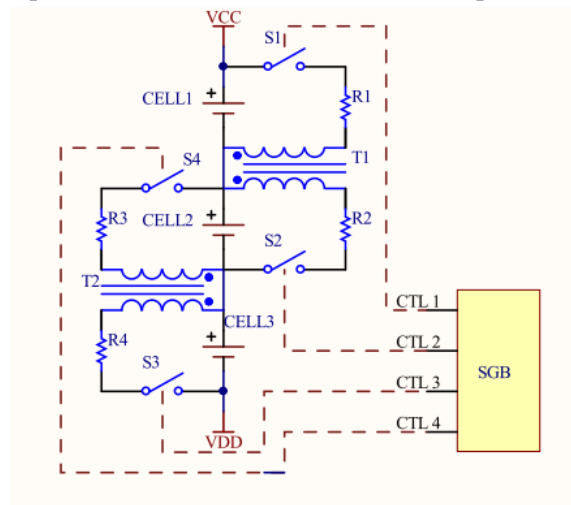 VCC
S1
+
CELL1
R1
T1
S4
+
CELL2
R3
R2
S2
T2
CELL3
+
R4
S3
VDD
CTL 1
CTL 2
CTL 3
CTL 4
SGB